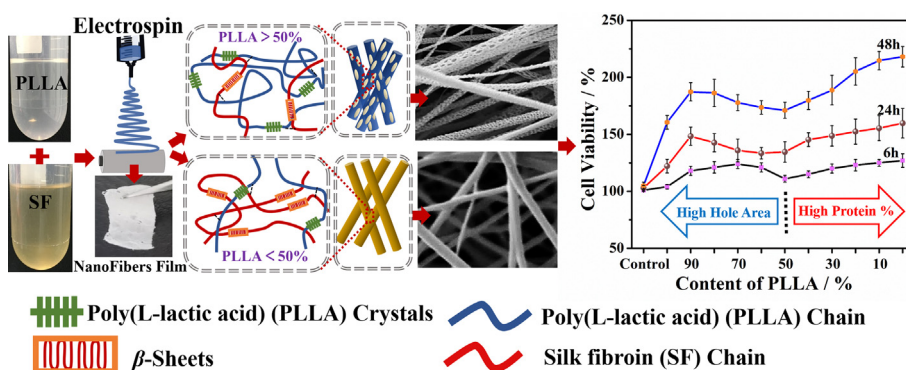 Electrospin
PLLA
+
SF
NanoFibers Film
PLLA > 50%
PLLA < 50%
Cell Viability / %
250
200
150
100
50
48h
24h
6h
High Hole Area
High Protein %
Control 90 70 50 30 10
Content of PLLA / %
Poly(L-lactic acid) (PLLA) Crystals
Poly(L-lactic acid) (PLLA) Chain
β-Sheets
Silk fibroin (SF) Chain